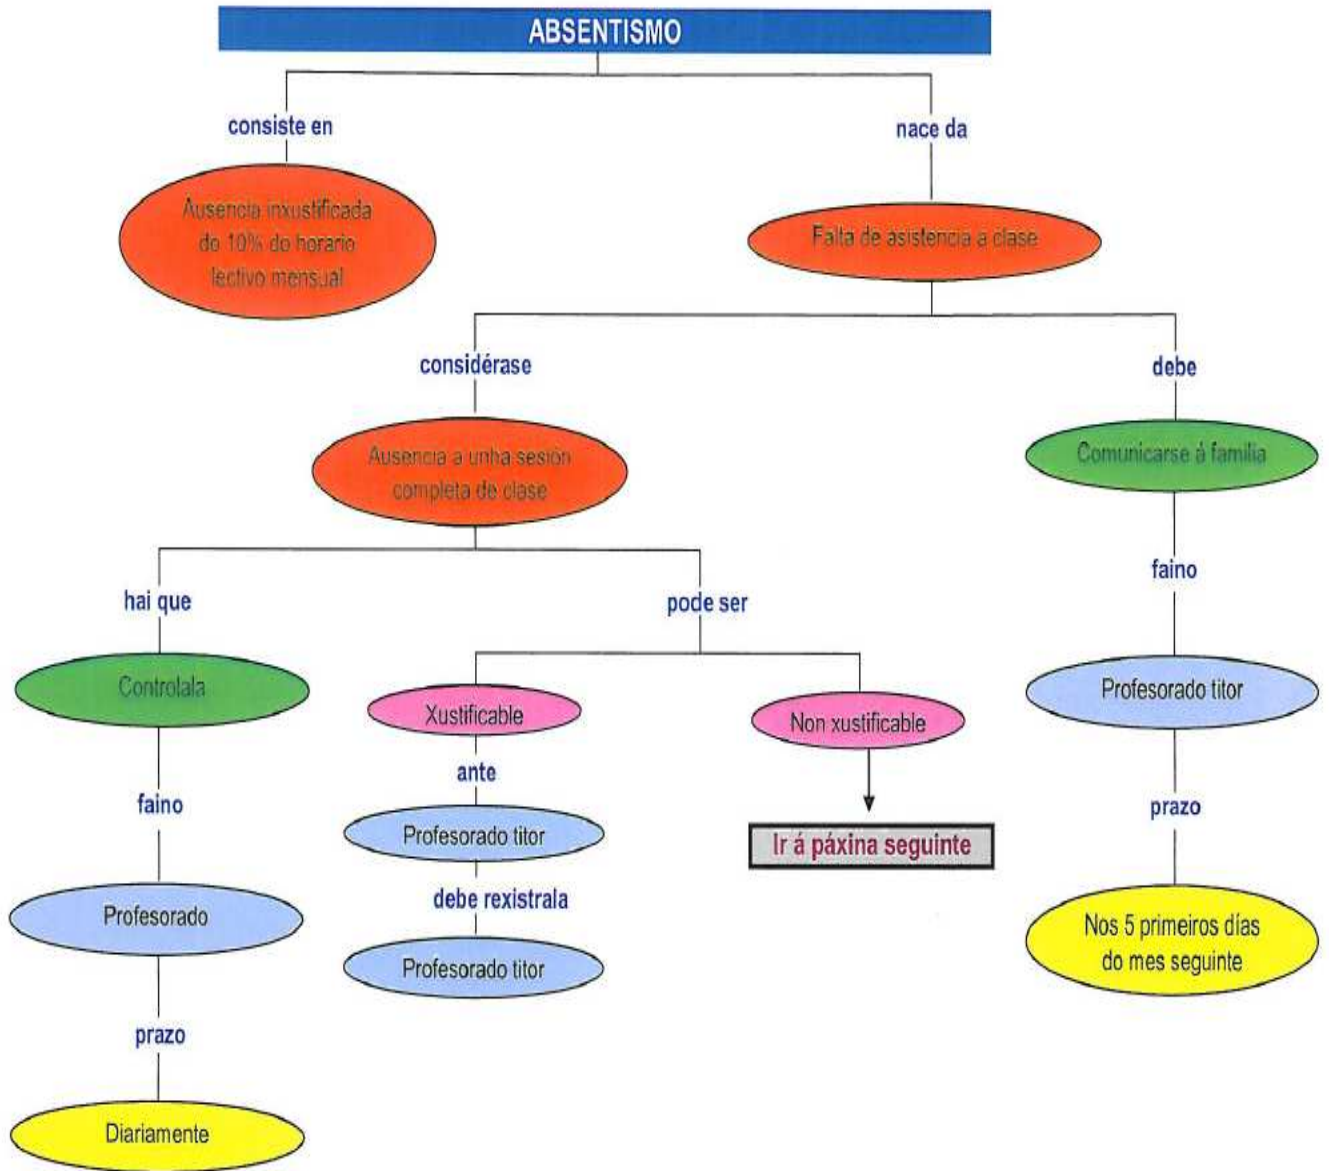 ABSENTISMO
consiste en
nace da
Ausencia inxustificada
do 10% do horario
lectivo mensual
Falta de asistencia a clase
considérase
debe
Ausencia a unha sesión
completa de clase
Comunicarse á familia
hai que
pode ser
faino
Controlala
Xustificable
Non xustificable
Profesorado titor
ante
faino
prazo
Profesorado titor
Ir á páxina seguinte
debe rexistrala
Profesorado
Profesorado titor
Nos 5 primeiros días
do mes seguinte
prazo
Diariamente